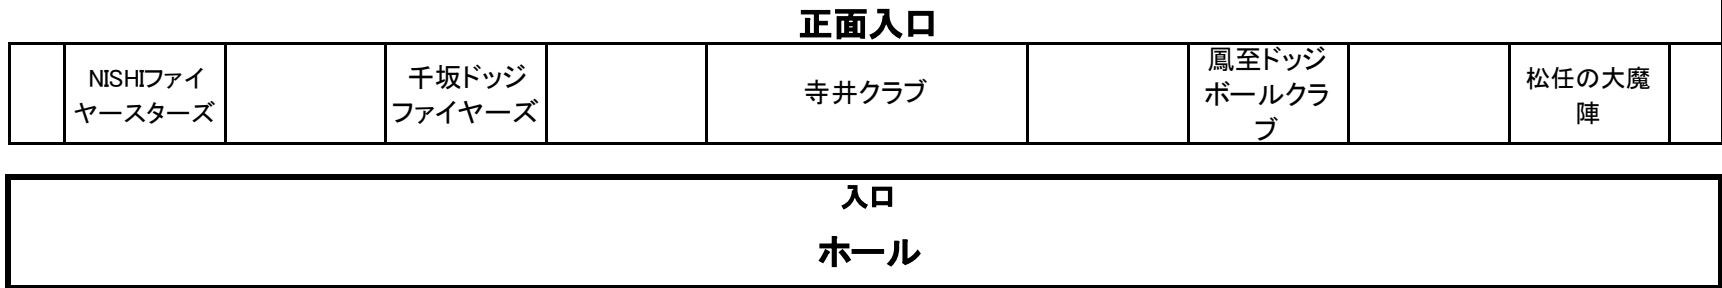 正面入口
NISHIファイ
ヤースターズ
千坂ドッジ
ファイヤーズ
寺井クラブ
鳳至ドッジ
ボールクラ
ブ
松任の大魔
陣
入口
ホール